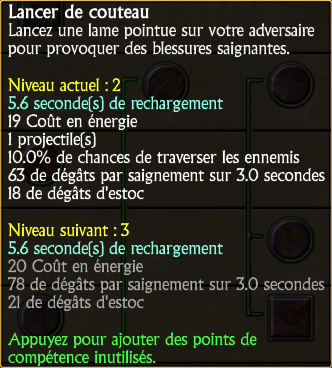 Lancer de couteau
Lancez une lame pointue sur votre adversaire
pour provoquer des blessures saignantes.
Niveau actuel : 2
5.6 seconde(s) de rechargement
19 Coût en énergie
1 projectile(s)
10.0% de chances de traverser les ennemis
63 de dégâts par saignement sur 3.0 secondes
18 de dégâts d'estoc
Niveau suivant : 3
5.6 seconde(s) de rechargement
20 Coût en énergie
78 de dégâts par saignement sur 3.0 secondes
21 de dégâts d'estoc
Appuyez pour ajouter des points de
compétence inutilisés.